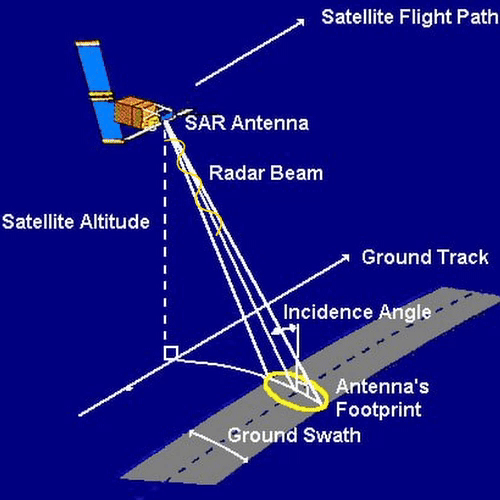 Satellite Flight Path
SAR Antenna
Radar Beam
Satellite Altitude
Ground Track
Incidence Angle
Antenna's
Footprint
Ground Swath